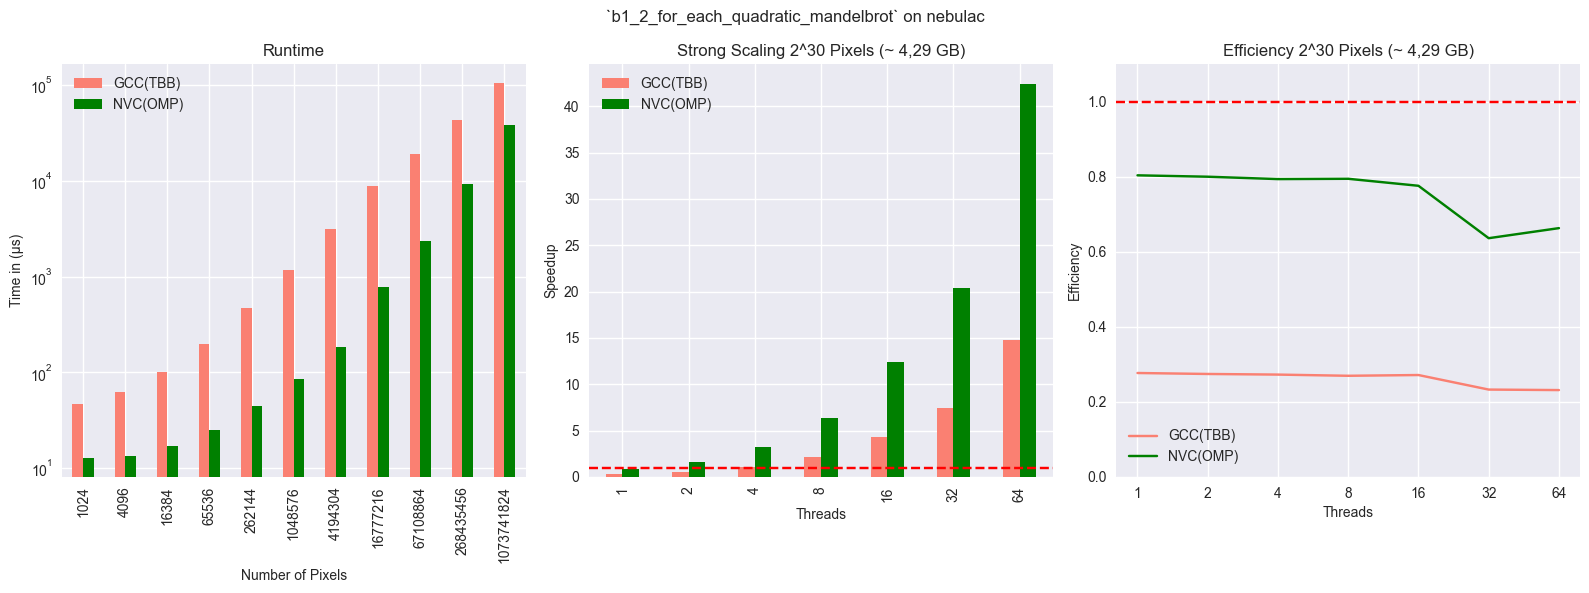 `b1_2_for_each_quadratic_mandelbrot` on nebulac
Runtime
GCC(TBB)
NVC(OMP)
Time in (µs)
10^5
10^4
10^3
10^2
10^1
1024
4096
16384
65536
262144
1048576
4194304
16777216
67108864
268435456
1073741824
Number of Pixels
Strong Scaling 2^30 Pixels (~ 4,29 GB)
GCC(TBB)
NVC(OMP)
Speedup
40
35
30
25
20
15
10
5
0
1
2
4
8
16
32
64
Threads
Efficiency 2^30 Pixels (~ 4,29 GB)
Efficiency
1.0
0.8
0.6
0.4
0.2
0.0
GCC(TBB)
NVC(OMP)
1
2
4
8
16
32
64
Threads